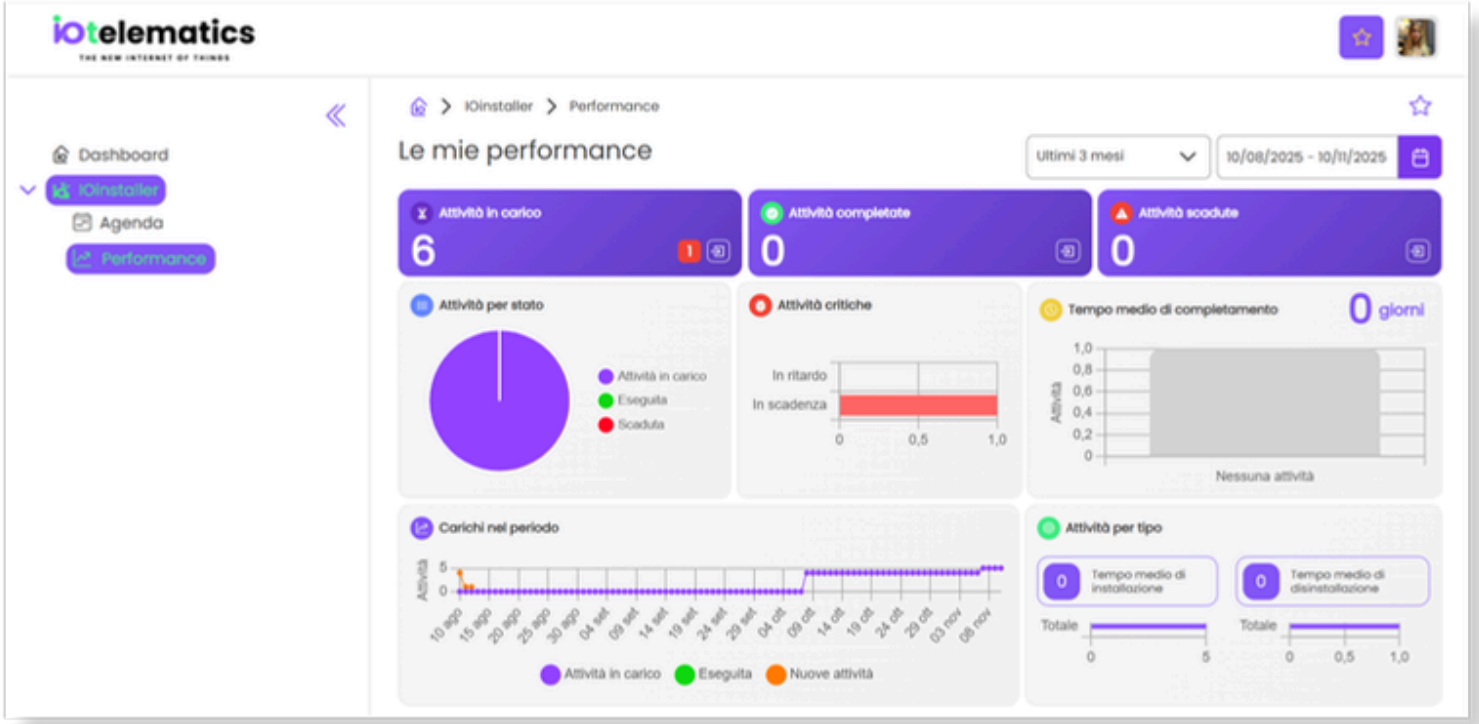 iotelematics
THE NEW INTERNET OF THINGS
IOinstaller > Performance
Dashboard
IOinstaller
Agenda
Performance
Le mie performance
Ultimi 3 mesi
10/08/2025 - 10/11/2025
Attività in carico
6
1
Attività completate
0
Attività scadute
0
Attività per stato
Attività in carico
Eseguita
Scaduta
Attività critiche
In ritardo
In scadenza
0 0,5 1,0
Tempo medio di completamento
0 giorni
Attività
1,0
0,8
0,6
0,4
0,2
0
Nessuna attività
Carichi nel periodo
Attività
5
0
10 ago 15 ago 20 ago 25 ago 30 ago 04 set 09 set 14 set 19 set 24 set 29 set 04 ott 09 ott 14 ott 19 ott 24 ott 29 ott 03 nov 08 nov
Attività in carico Eseguita Nuove attività
Attività per tipo
0
Tempo medio di
installazione
Totale
0 5
0
Tempo medio di
disinstallazione
Totale
0 0,5 1,0